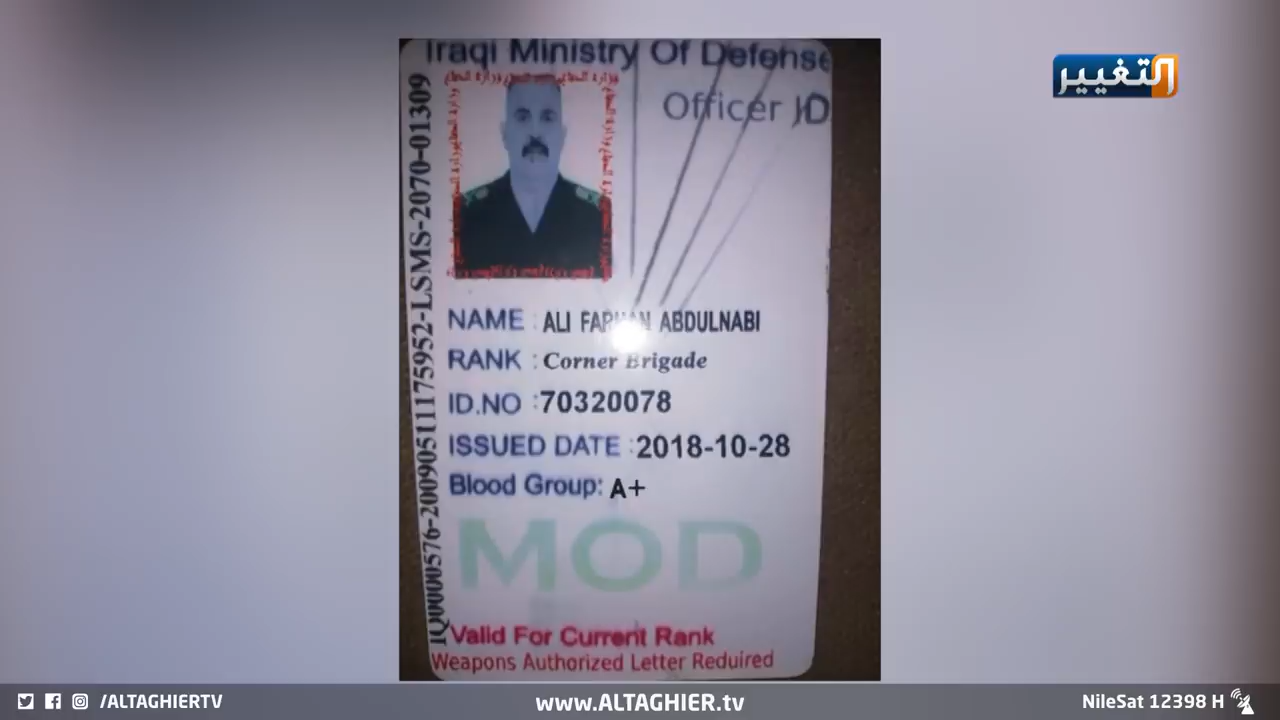 Iraqi Ministry Of Defense
التغيير
Officer ID
IQ0000576-20090511175952-LSMS-2070-01309
NAME : ALI FARHAN ABDULNABI
RANK : Corner Brigade
ID.NO :70320078
ISSUED DATE :2018-10-28
Blood Group: A+
MOD
Valid For Current Rank
Weapons Authorized Letter Reduired
/ALTAGHIERTV
www.ALTAGHIER.tv
NileSat 12398 H